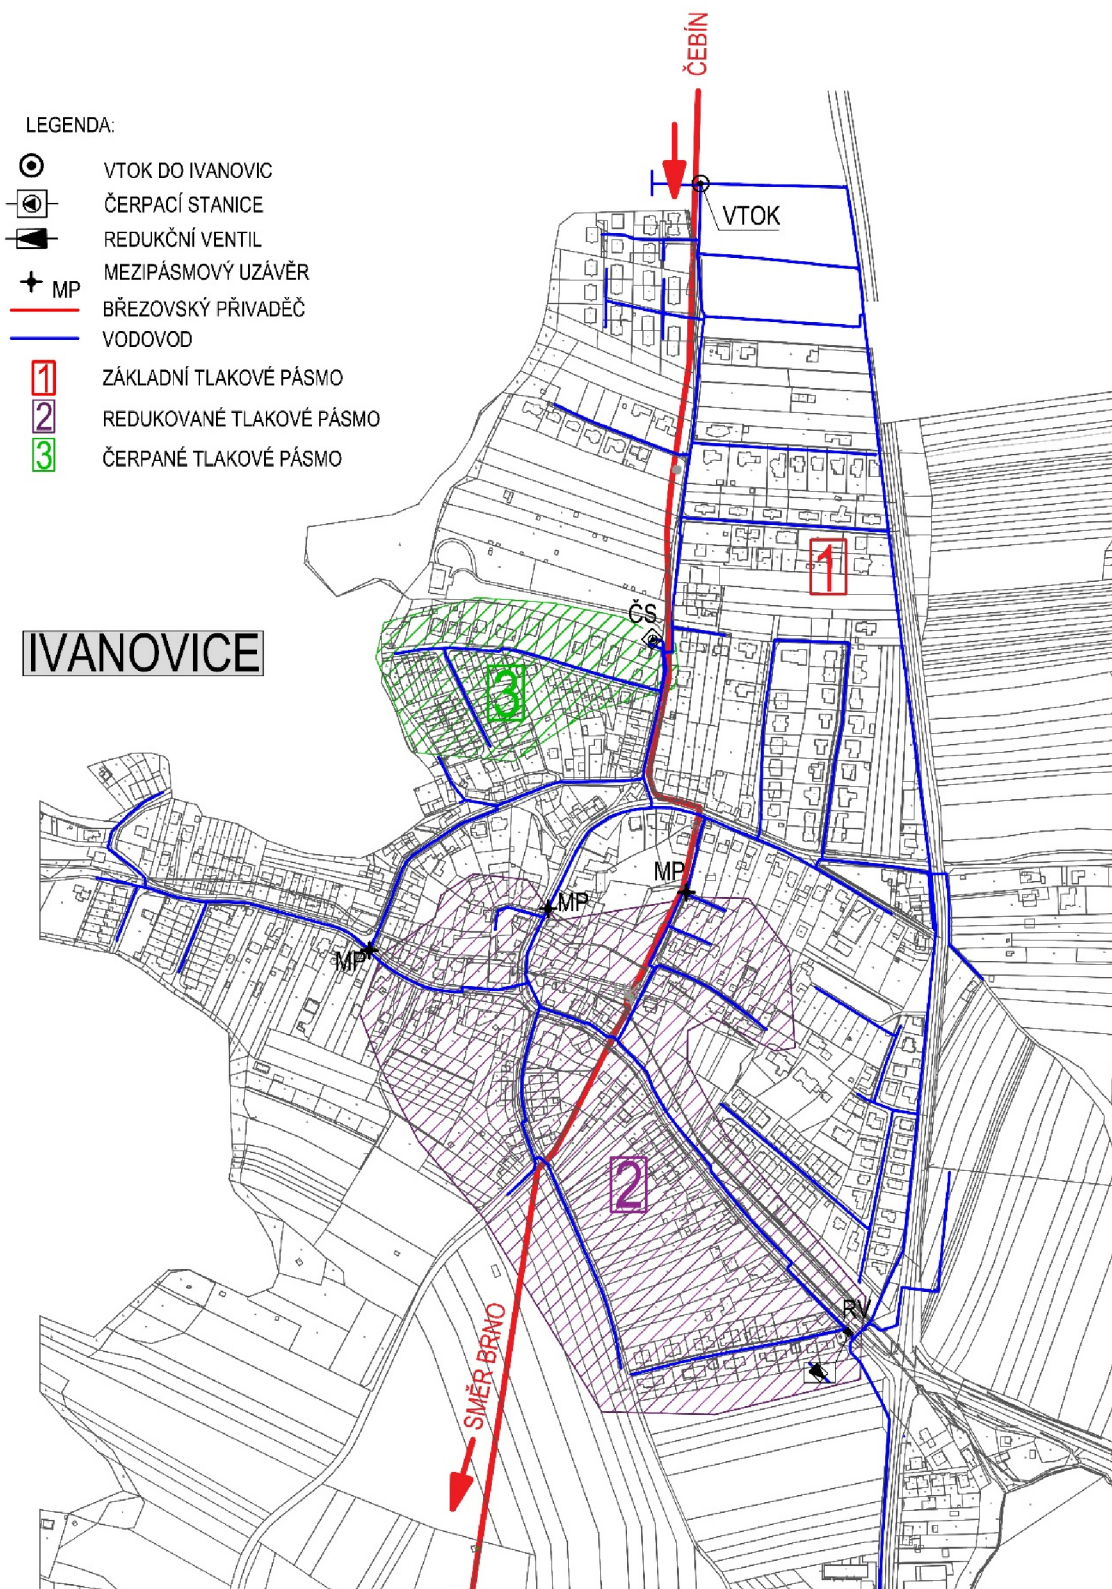 ČEBÍN
LEGENDA:
VTOK DO IVANOVIC
ČERPACÍ STANICE
REDUKČNÍ VENTIL
MP MEZIPÁSMOVÝ UZÁVĚR
BŘEZOVSKÝ PŘIVADĚČ
VODOVOD
1 ZÁKLADNÍ TLAKOVÉ PÁSMO
2 REDUKOVANÉ TLAKOVÉ PÁSMO
3 ČERPANÉ TLAKOVÉ PÁSMO
VTOK
1
ČS
IVANOVICE
3
MP
MP
MP
2
RV
SMĚR BRNO